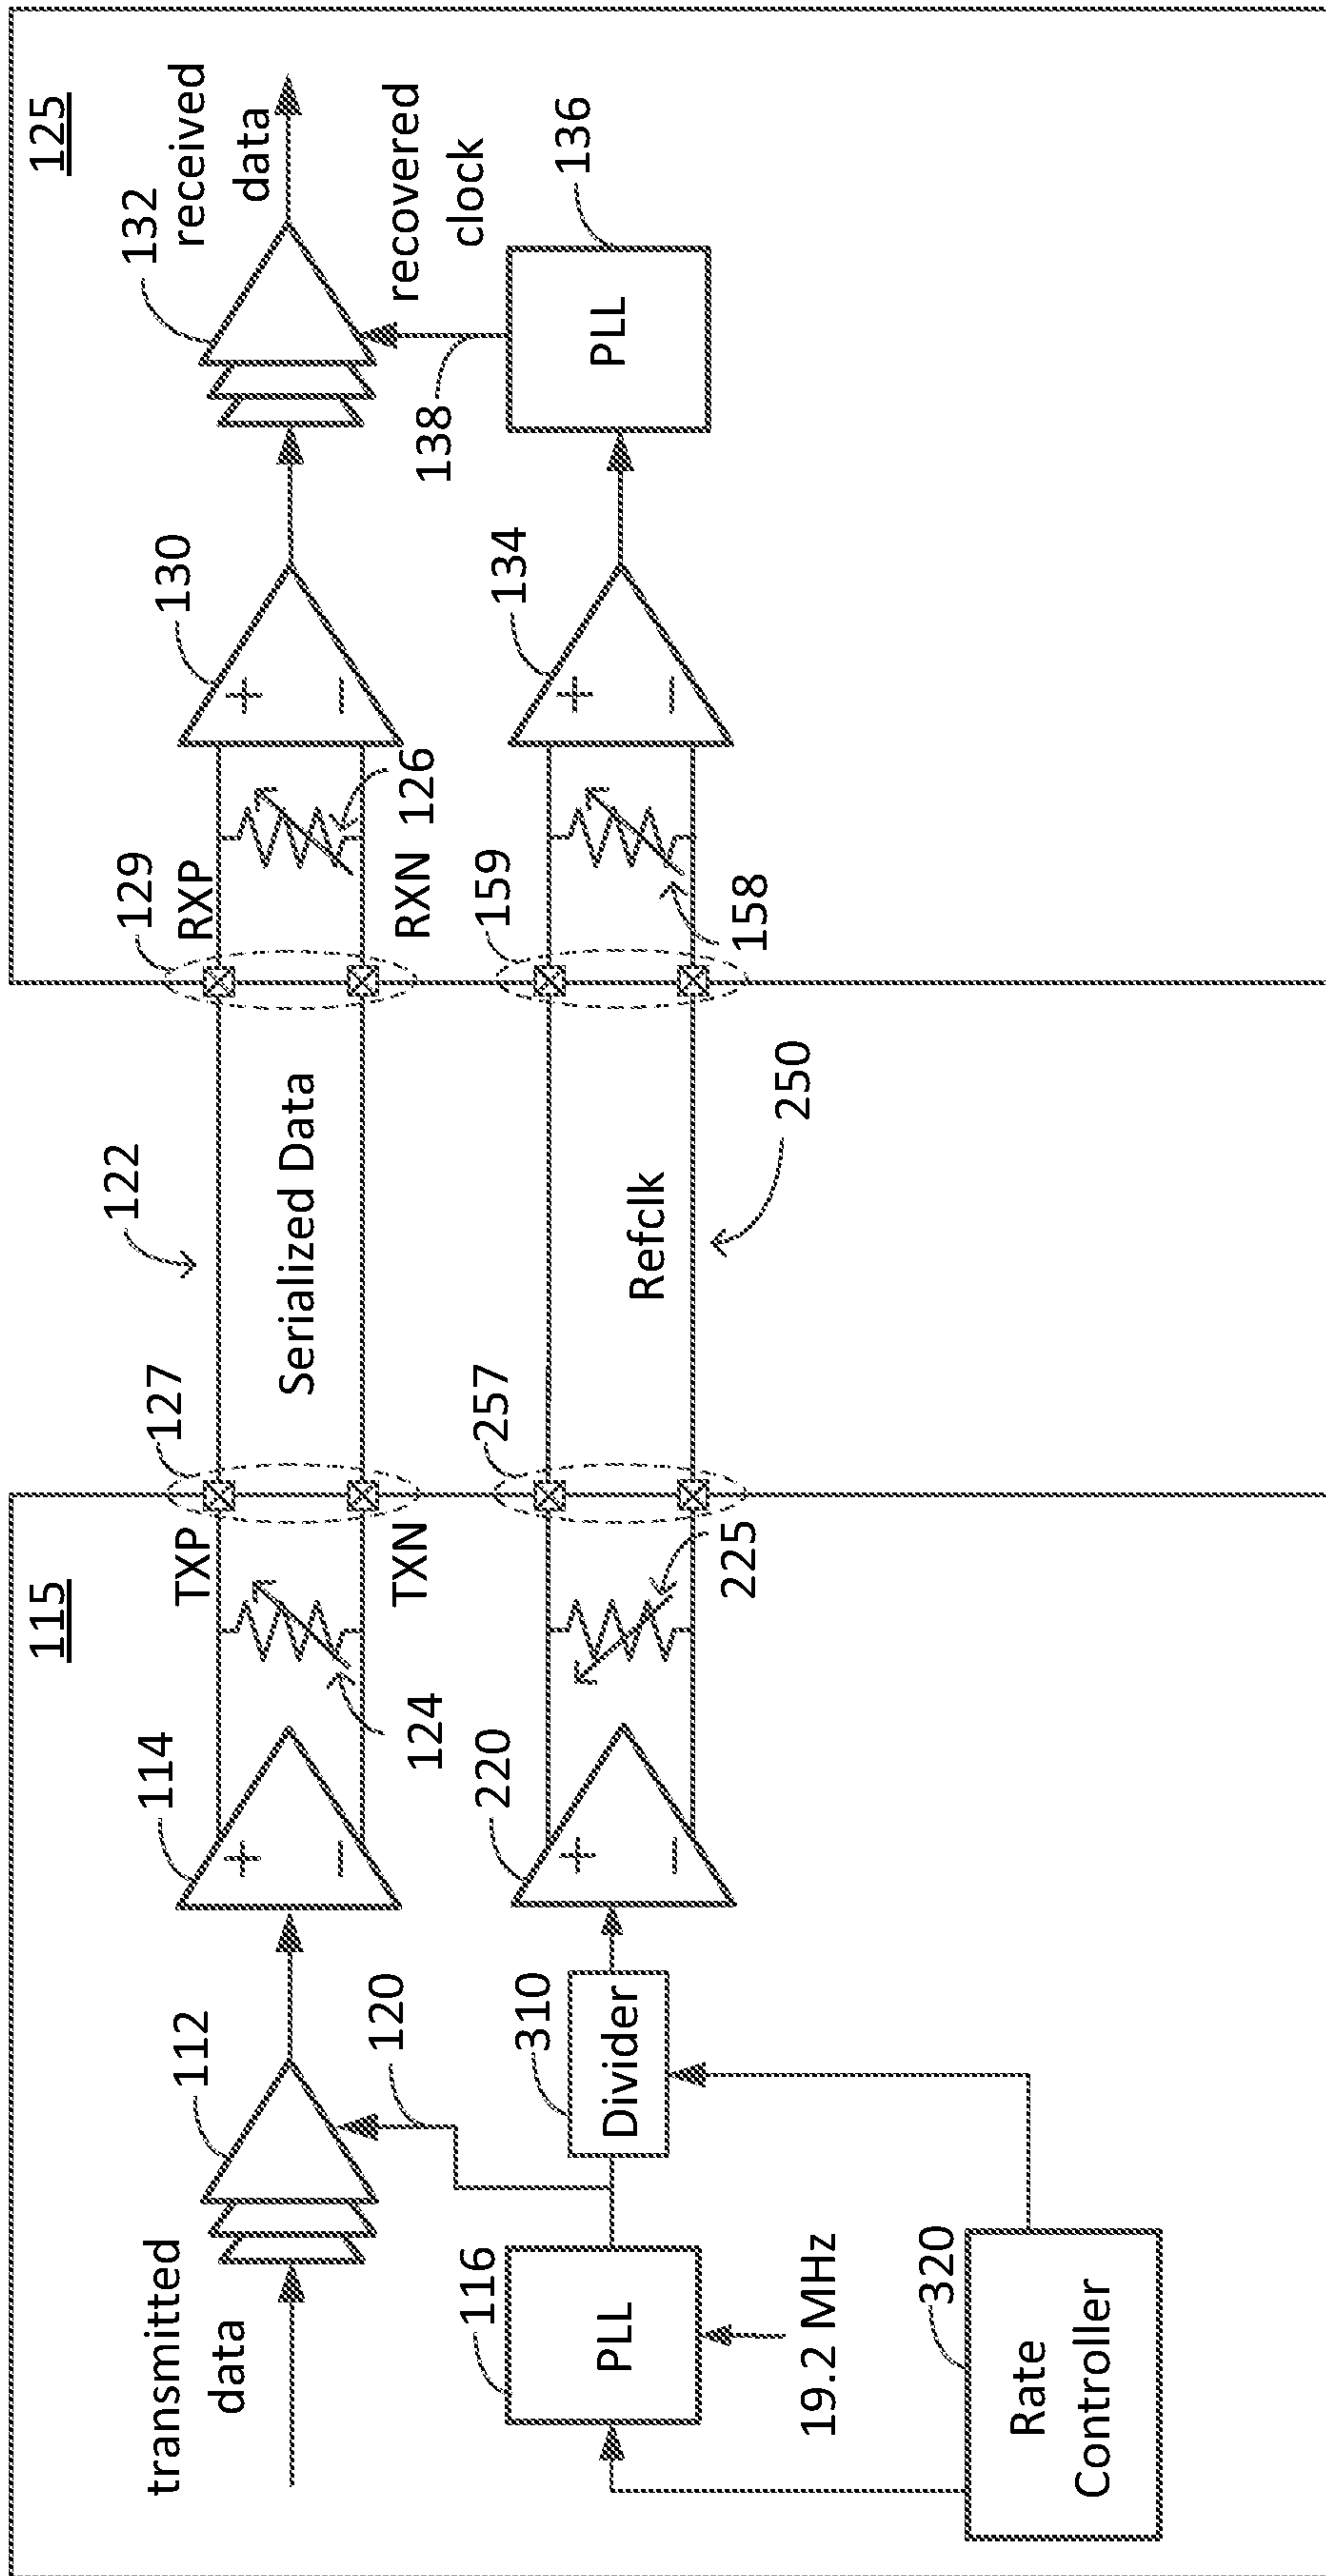 115
125
transmitted
data
112
114
TXP
127
122
129
RXP
130
132
received
data
Serialized Data
120
124
TXN
RXN
126
138
recovered
clock
116
PLL
310
Divider
220
257
159
134
PLL
136
Refclk
225
250
158
19.2 MHz
320
Rate
Controller